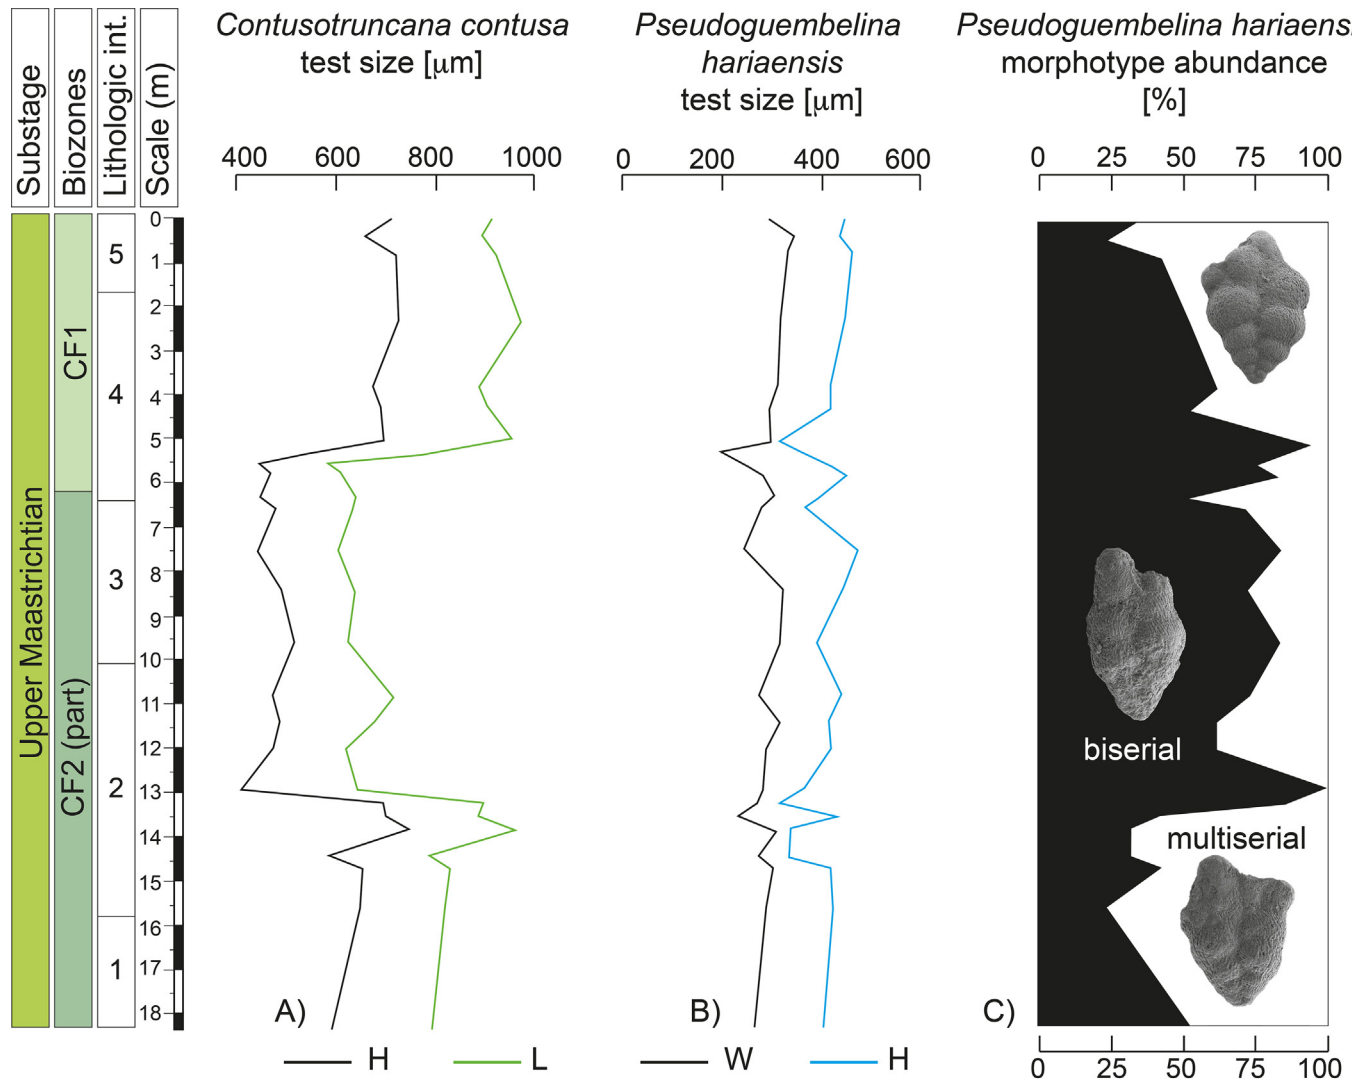 Substage
Biozones
Lithologic int.
Scale (m)
Contusotruncana contusa
test size [µm]
400 600 800 1000
Pseudoguembelina
hariaensis
test size [µm]
0 200 400 600
Pseudoguembelina hariaens
morphotype abundance
[%]
0 25 50 75 100
Upper Maastrichtian
CF1
CF2 (part)
5
4
3
2
1
0
1
2
3
4
5
6
7
8
9
10
11
12
13
14
15
16
17
18
biserial
multiserial
A)
B)
C)
H
L
W
H
0 25 50 75 100